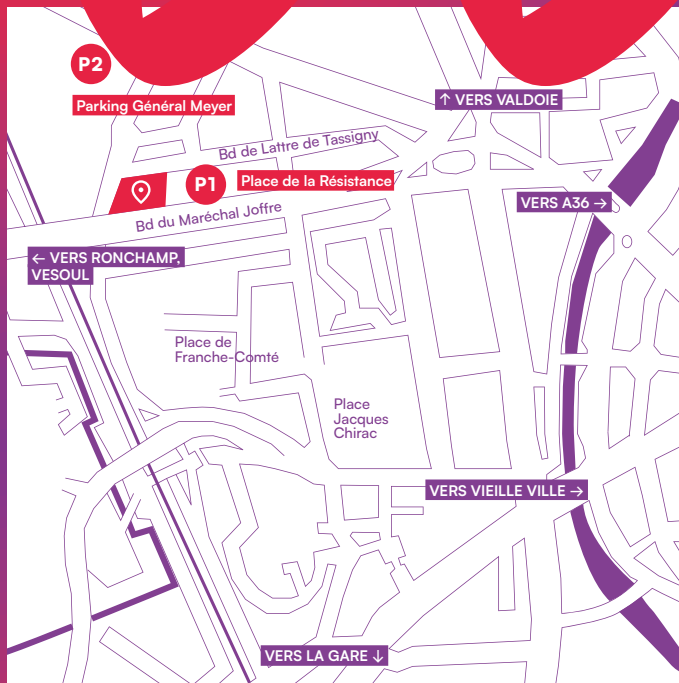 P2
Parking Général Meyer
↑ VERS VALDOIE
Bd de Lattre de Tassigny
P1
Place de la Résistance
Bd du Maréchal Joffre
VERS A36 →
← VERS RONCHAMP,
VESOUL
Place de
Franche-Comté
Place
Jacques
Chirac
VERS VIEILLE VILLE →
VERS LA GARE ↓